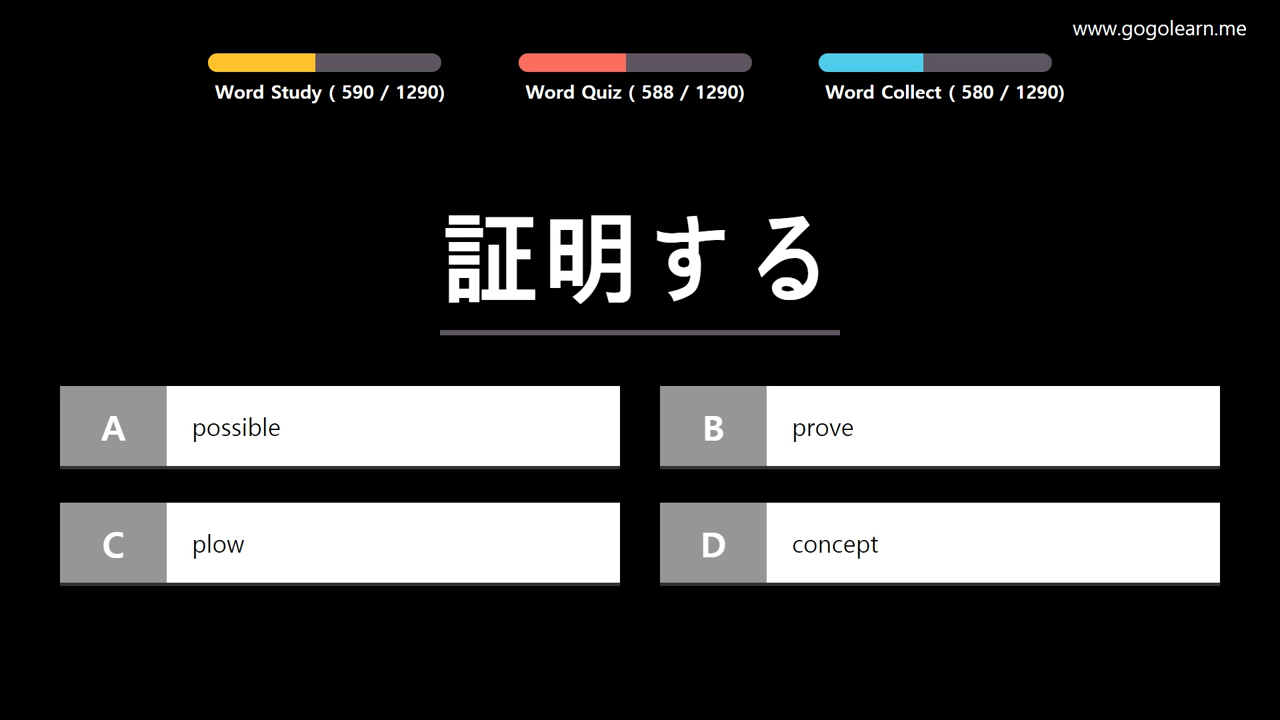 www.gogolearn.me
Word Study ( 590 / 1290)
Word Quiz ( 588 / 1290)
Word Collect ( 580 / 1290)
証明する
A possible
B prove
C plow
D concept